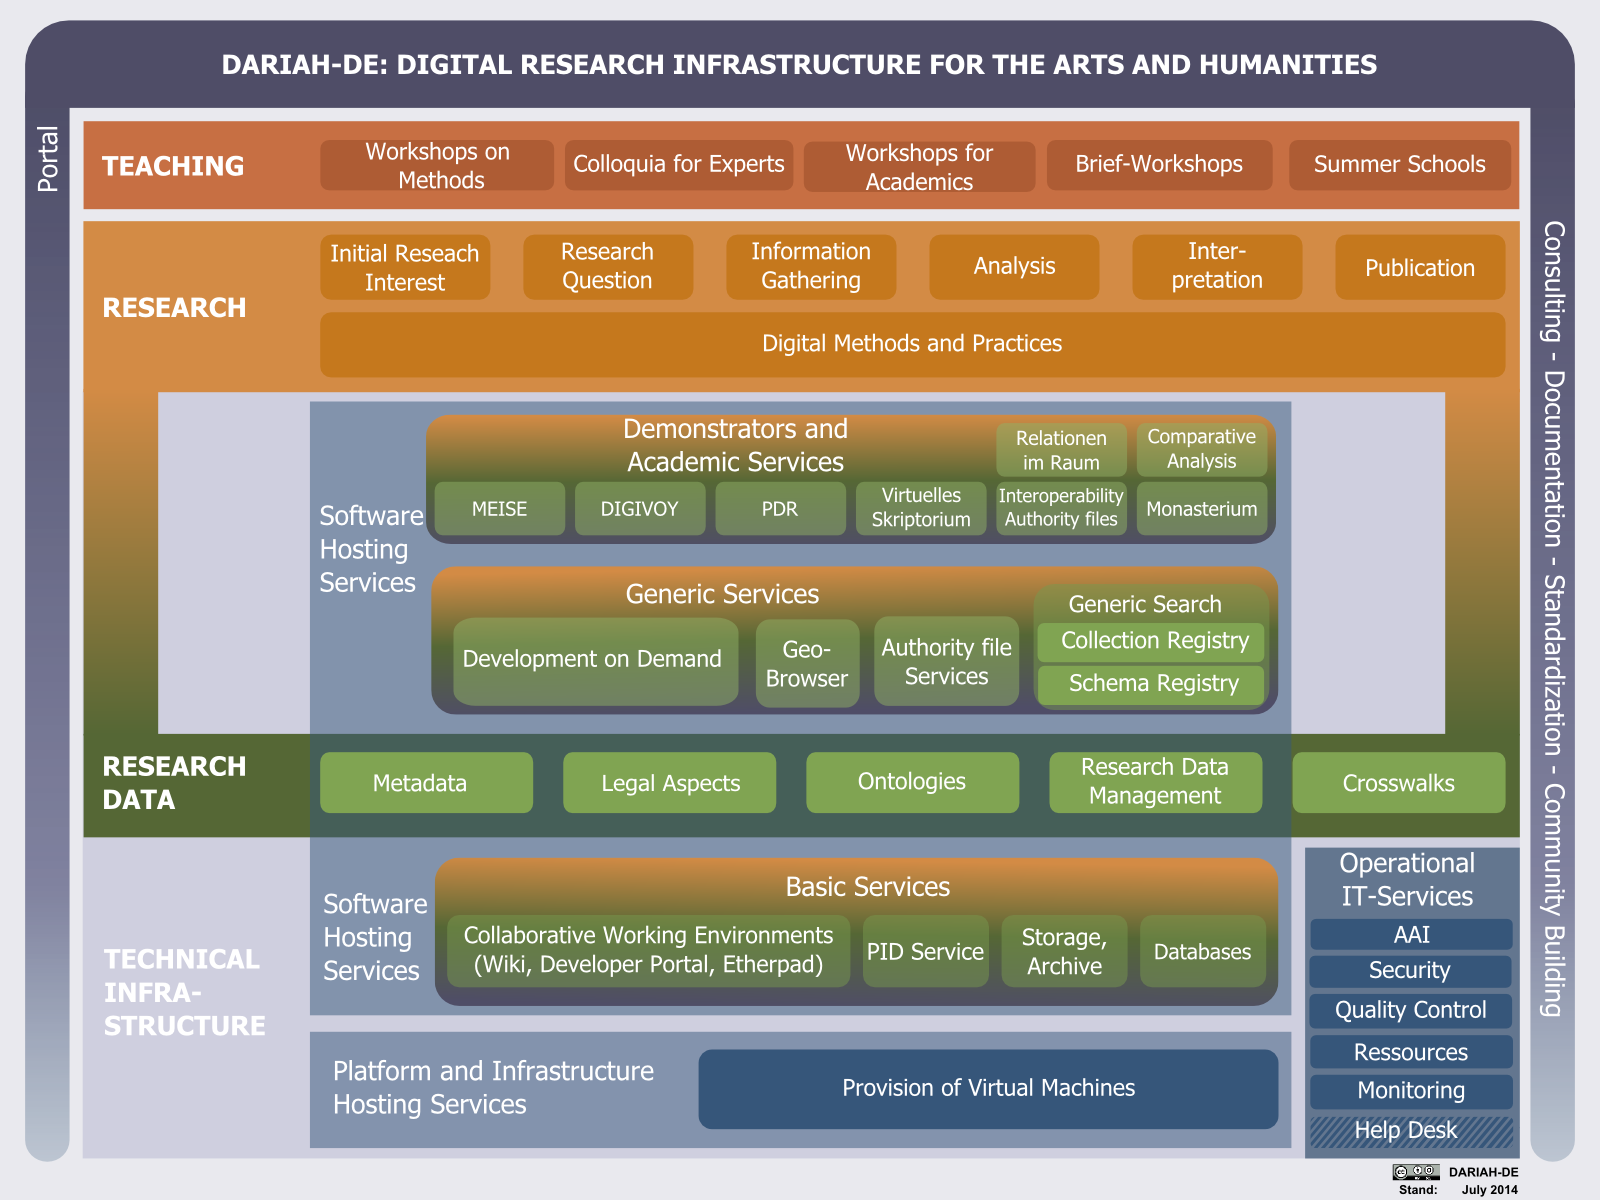 DARIAH-DE: DIGITAL RESEARCH INFRASTRUCTURE FOR THE ARTS AND HUMANITIES
Portal
TEACHING
Workshops on
Methods
Colloquia for Experts
Workshops for
Academics
Brief-Workshops
Summer Schools
RESEARCH
Initial Reseach
Interest
Research
Question
Information
Gathering
Analysis
Inter-
pretation
Publication
Digital Methods and Practices
Consulting - Documentation - Standardization - Community Building
Software
Hosting
Services
Demonstrators and
Academic Services
Relationen
im Raum
Comparative
Analysis
MEISE
DIGIVOY
PDR
Virtuelles
Skriptorium
Interoperability
Authority files
Monasterium
Generic Services
Development on Demand
Geo-
Browser
Authority file
Services
Generic Search
Collection Registry
Schema Registry
RESEARCH
DATA
Metadata
Legal Aspects
Ontologies
Research Data
Management
Crosswalks
TECHNICAL
INFRA-
STRUCTURE
Software
Hosting
Services
Basic Services
Collaborative Working Environments
(Wiki, Developer Portal, Etherpad)
PID Service
Storage,
Archive
Databases
Platform and Infrastructure
Hosting Services
Provision of Virtual Machines
Operational
IT-Services
AAI
Security
Quality Control
Ressources
Monitoring
Help Desk
DARIAH-DE
Stand: July 2014